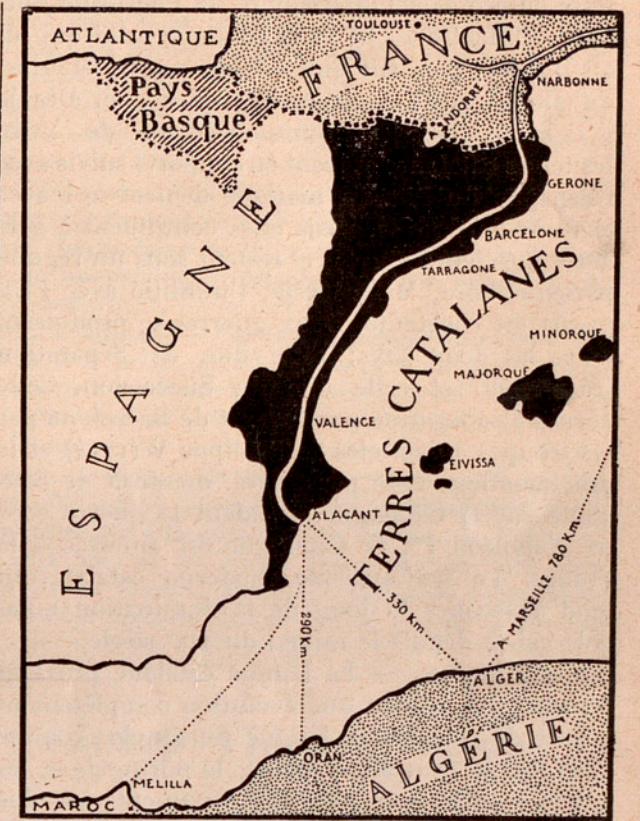 TOULOUSE
ATLANTIQUE
FRANCE
NARBONNE
Pays
Basque
ANDORRE
GERONE
BARCELONE
TARRAGONE
ESPAGNE
TERRES CATALANES
MINORQUE
MAJORQUE
VALENCE
EIVISSA
ALACANT
290 Km
330 Km
A. MARSEILLE. 780 Km.
ALGER
ORAN
ALGÉRIE
MELILLA
MAROC